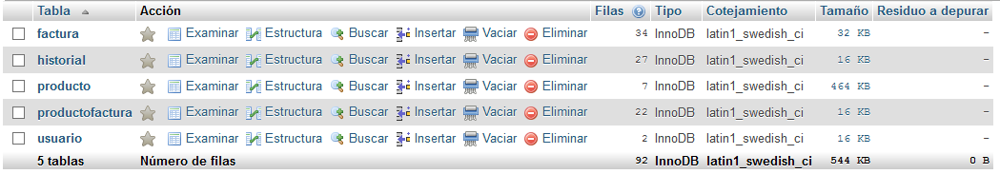 Tabla Acción Filas Tipo Cotejamiento Tamaño Residuo a depurar
factura Examinar Estructura Buscar Insertar Vaciar Eliminar 34 InnoDB latin1_swedish_ci 32 KB -
historial Examinar Estructura Buscar Insertar Vaciar Eliminar 27 InnoDB latin1_swedish_ci 16 KB -
producto Examinar Estructura Buscar Insertar Vaciar Eliminar 7 InnoDB latin1_swedish_ci 464 KB -
productofactura Examinar Estructura Buscar Insertar Vaciar Eliminar 22 InnoDB latin1_swedish_ci 16 KB -
usuario Examinar Estructura Buscar Insertar Vaciar Eliminar 2 InnoDB latin1_swedish_ci 16 KB -
5 tablas Número de filas 92 InnoDB latin1_swedish_ci 544 KB 0 B